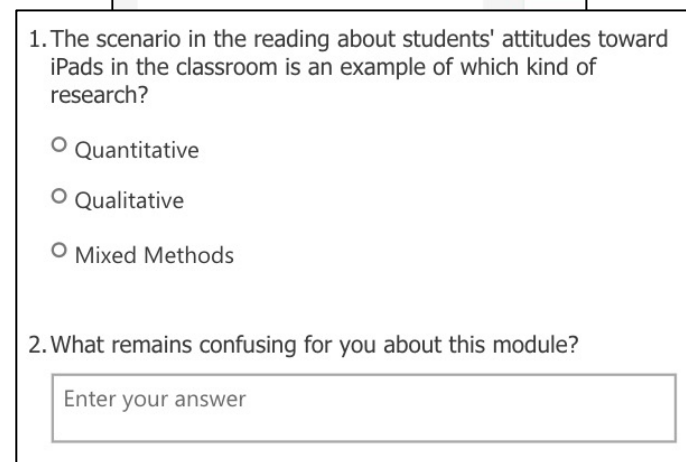 1. The scenario in the reading about students' attitudes toward
iPads in the classroom is an example of which kind of
research?
Quantitative
Qualitative
Mixed Methods
2. What remains confusing for you about this module?
Enter your answer